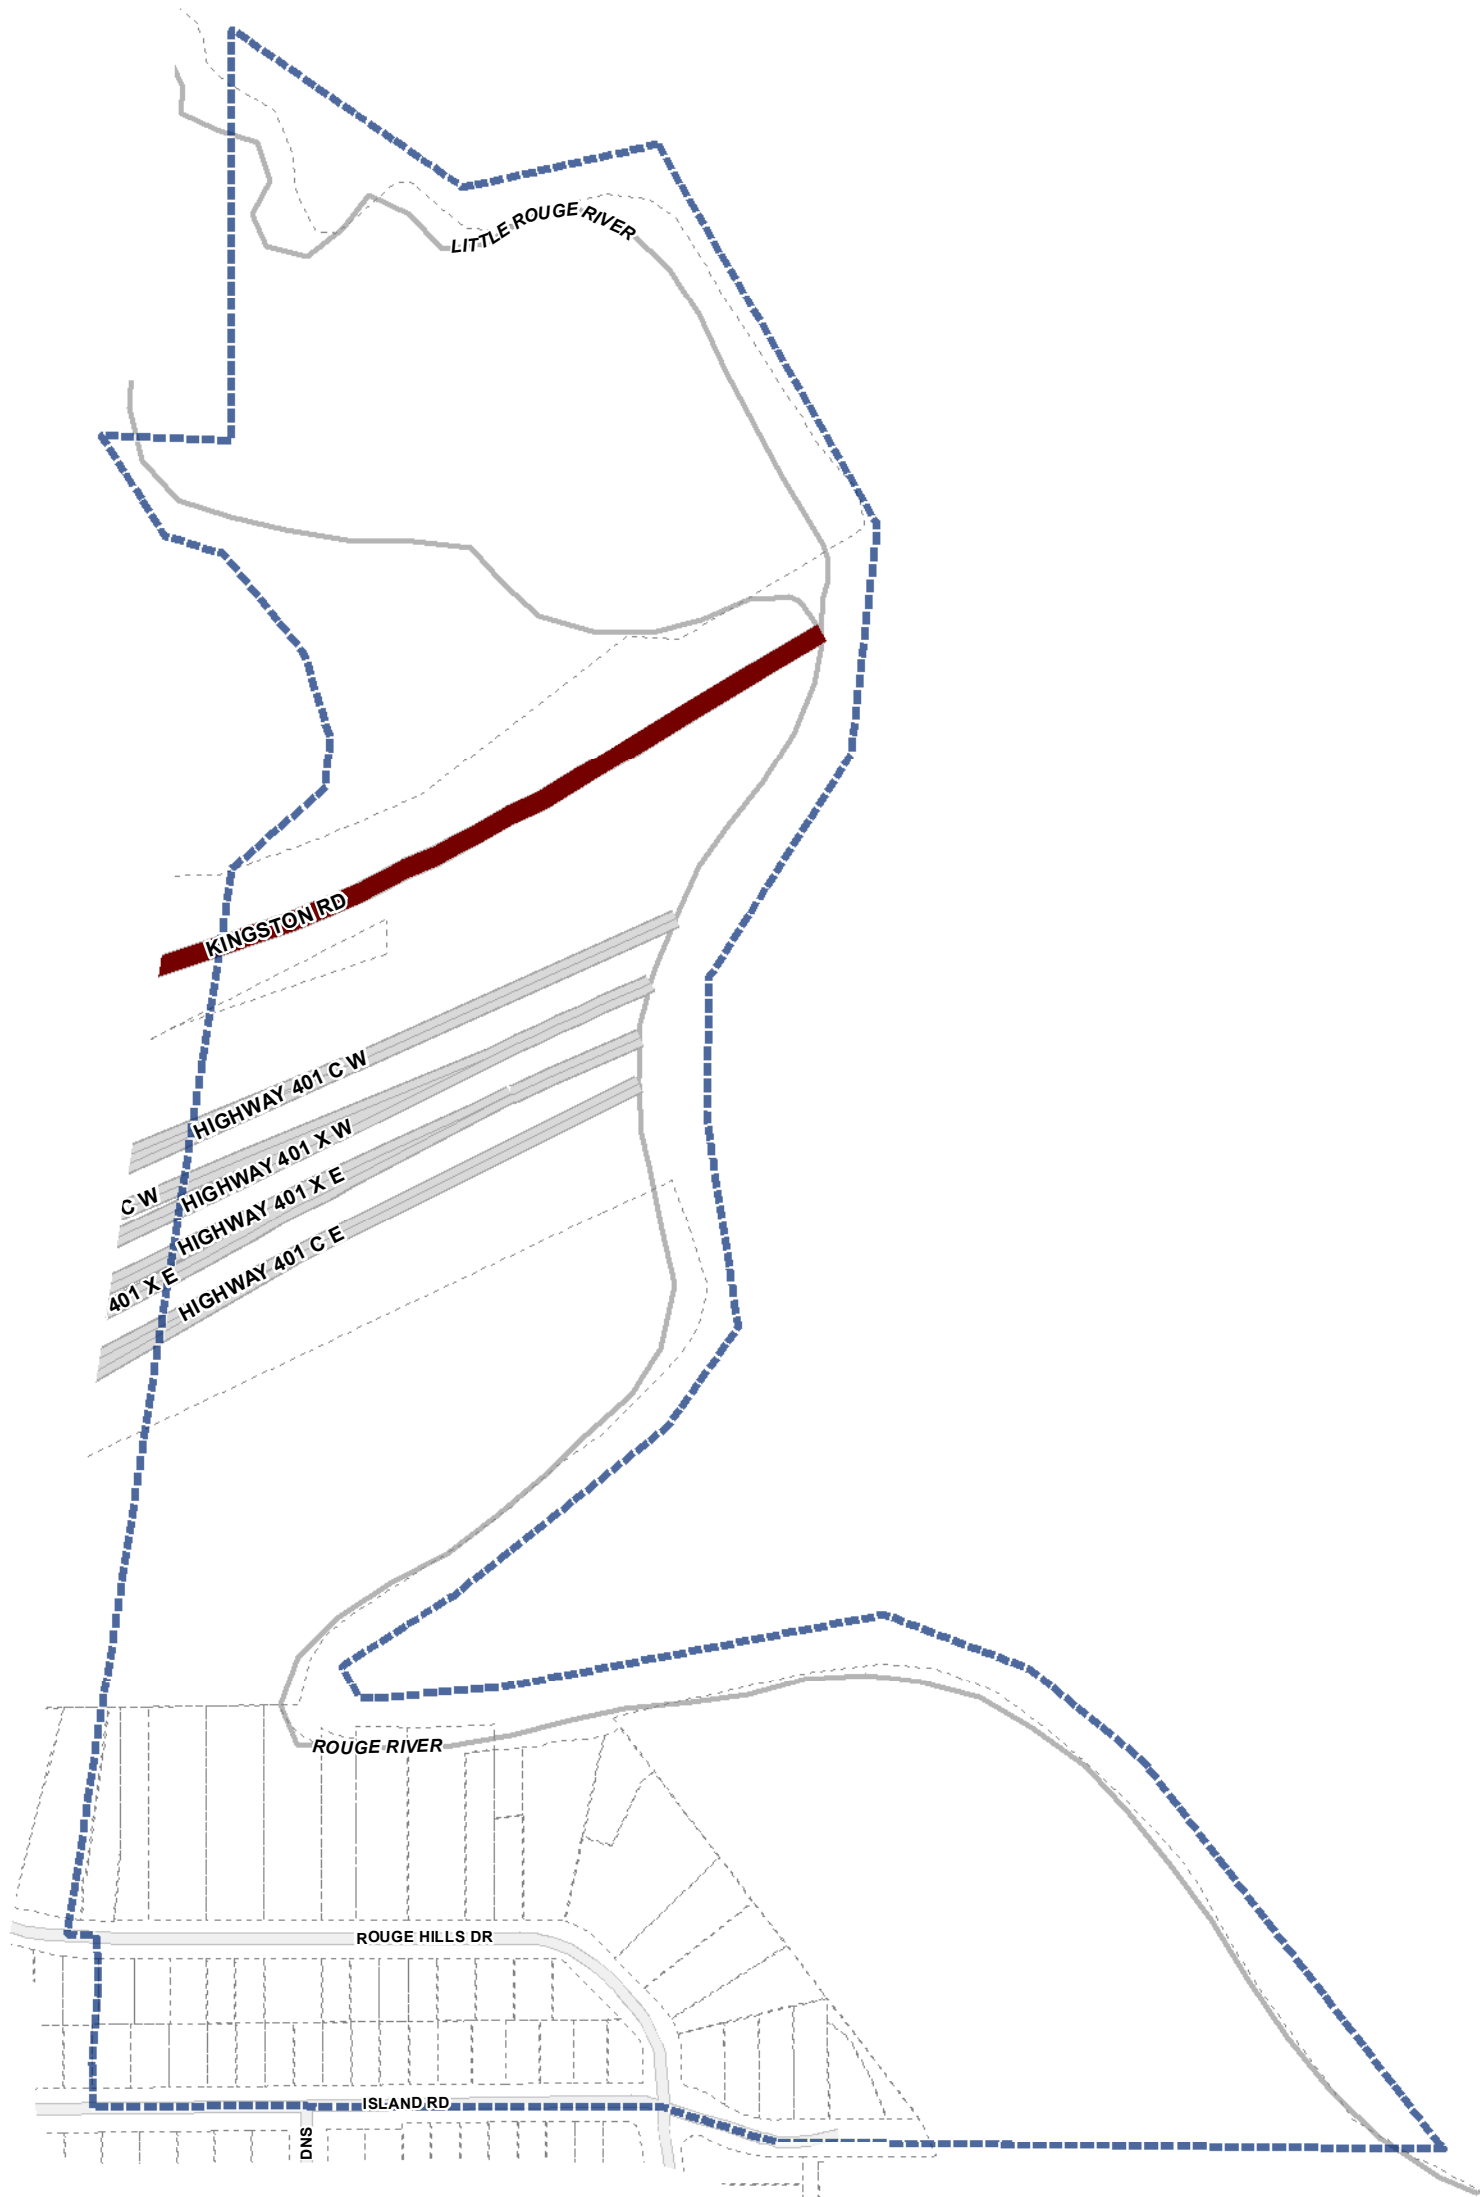 LITTLE ROUGE RIVER
KINGSTON RD
HIGHWAY 401 C W
HIGHWAY 401 X W
C W
HIGHWAY 401 X E
401 X E
HIGHWAY 401 C E
ROUGE RIVER
ROUGE HILLS DR
ISLAND RD
DNS